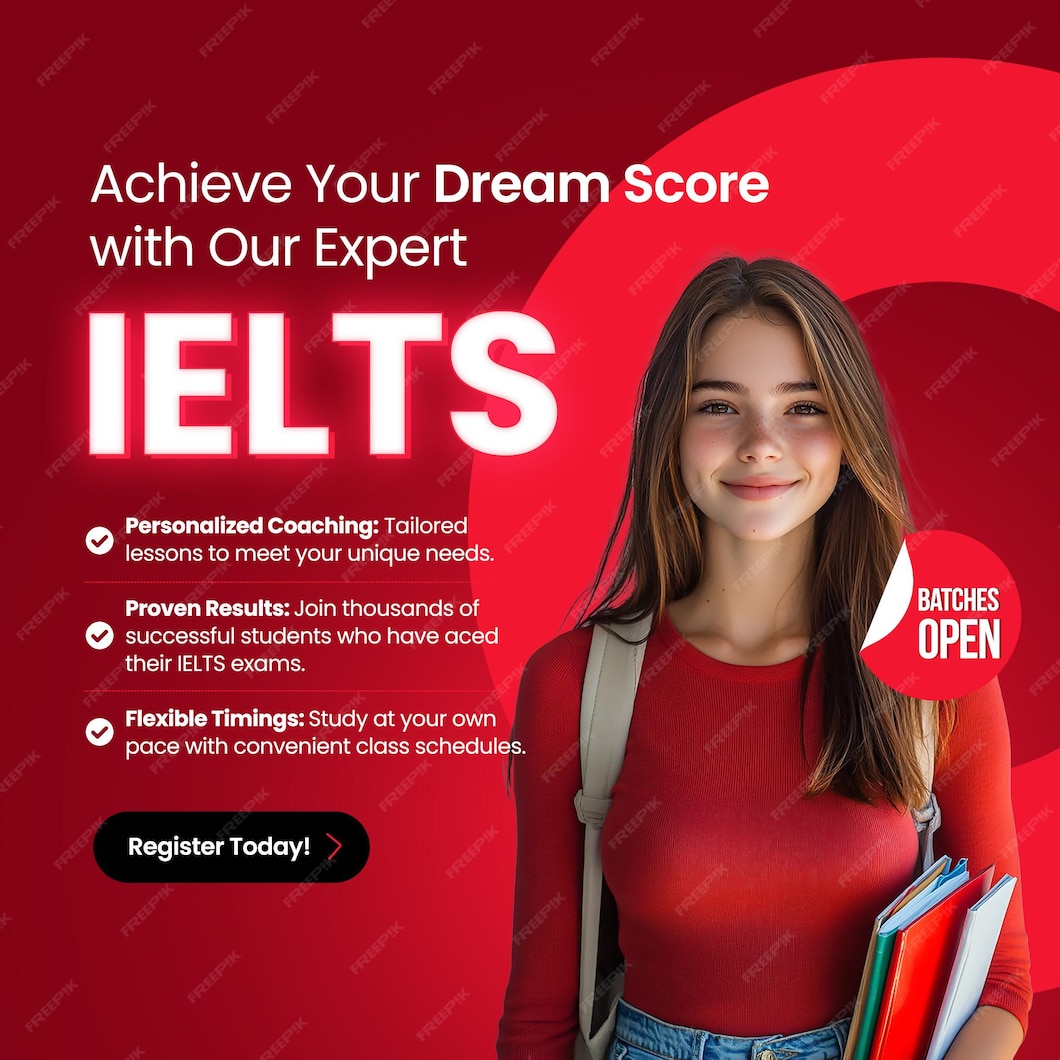 Achieve Your Dream Score
with Our Expert
IELTS
Personalized Coaching: Tailored
lessons to meet your unique needs.
Proven Results: Join thousands of
successful students who have aced
their IELTS exams.
Flexible Timings: Study at your own
pace with convenient class schedules.
Register Today!
BATCHES
OPEN
FREEPIK